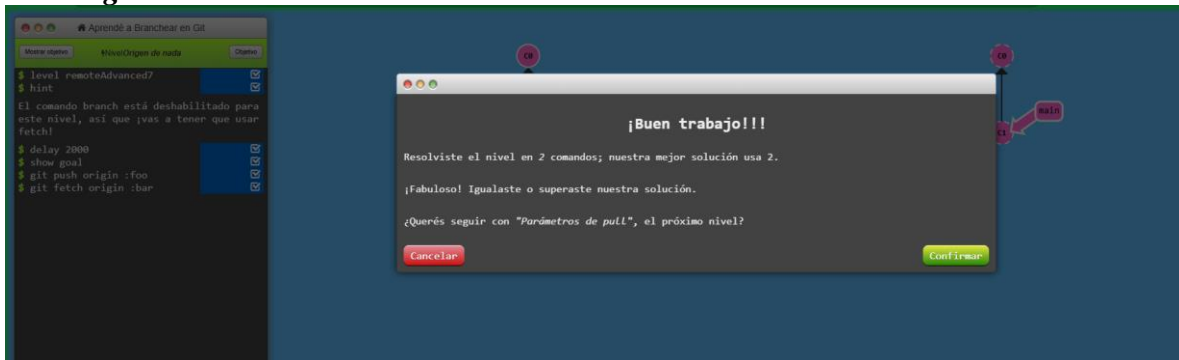 Aprendé a Branchear en Git
Mostrar objetivo
#NivelOrigen de nada
Objetivo
$ level remoteAdvanced7
$ hint
El comando branch está deshabilitado para
este nivel, así que ¡vas a tener que usar
fetch!
$ delay 2000
$ show goal
$ git push origin :foo
$ git fetch origin :bar
C0
C0
main
C1
¡Buen trabajo!!!
Resolviste el nivel en 2 comandos; nuestra mejor solución usa 2.
¡Fabuloso! Igualaste o superaste nuestra solución.
¿Querés seguir con "Parámetros de pull", el próximo nivel?
Cancelar
Confirmar